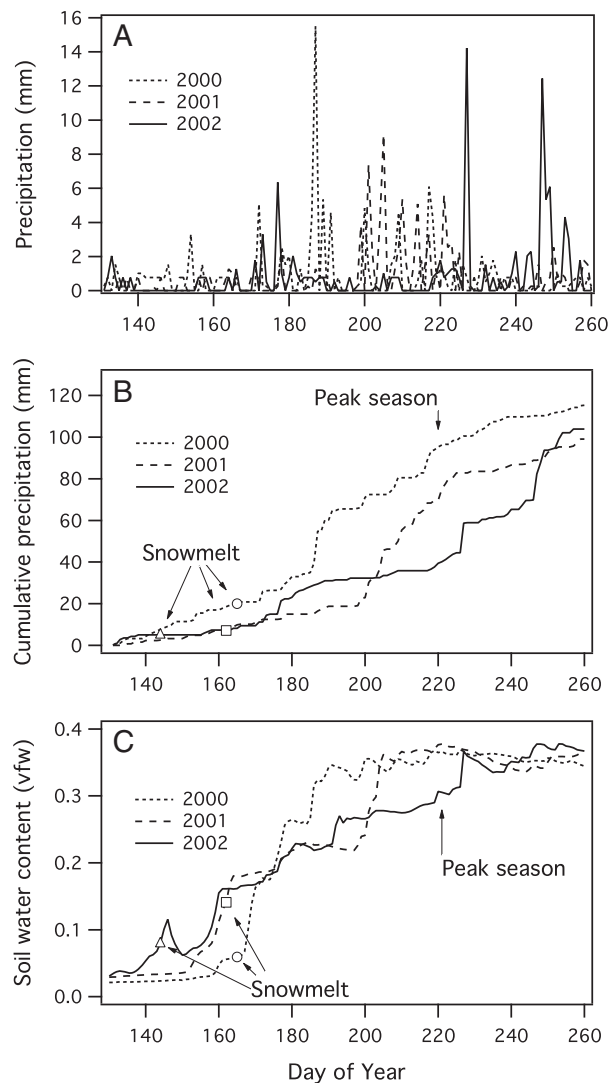 A
Precipitation (mm)
16
14
12
10
8
6
4
2
0
2000
2001
2002
140 160 180 200 220 240 260
B
Cumulative precipitation (mm)
120
100
80
60
40
20
0
Peak season
2000
2001
2002
Snowmelt
140 160 180 200 220 240 260
C
Soil water content (vfw)
0.4
0.3
0.2
0.1
0.0
2000
2001
2002
Peak season
Snowmelt
140 160 180 200 220 240 260
Day of Year